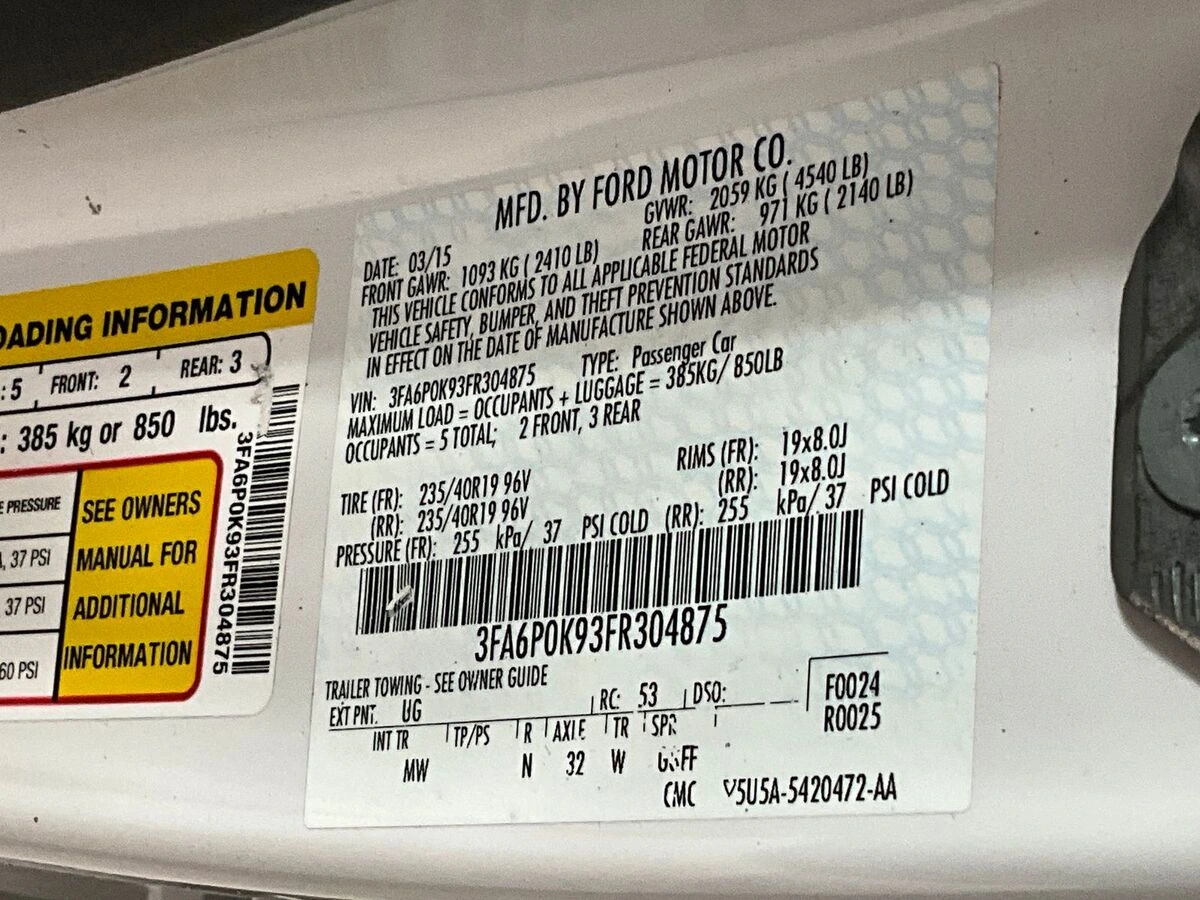 OADING INFORMATION
: 5 FRONT: 2 REAR: 3
: 385 kg or 850 lbs.
E PRESSURE
, 37 PSI
37 PSI
60 PSI
SEE OWNERS
MANUAL FOR
ADDITIONAL
INFORMATION
3FA6P0K93FR304875
MFD. BY FORD MOTOR CO.
DATE: 03/15 GVWR: 2059 KG ( 4540 LB)
FRONT GAWR: 1093 KG ( 2410 LB) REAR GAWR: 971 KG ( 2140 LB)
THIS VEHICLE CONFORMS TO ALL APPLICABLE FEDERAL MOTOR
VEHICLE SAFETY, BUMPER, AND THEFT PREVENTION STANDARDS
IN EFFECT ON THE DATE OF MANUFACTURE SHOWN ABOVE.
VIN: 3FA6P0K93FR304875 TYPE: Passenger Car
MAXIMUM LOAD = OCCUPANTS + LUGGAGE = 385KG/ 850LB
OCCUPANTS = 5 TOTAL; 2 FRONT, 3 REAR
TIRE (FR): 235/40R19 96V RIMS (FR): 19x8.0J
(RR): 235/40R19 96V (RR): 19x8.0J
PRESSURE (FR): 255 kPa/ 37 PSI COLD (RR): 255 kPa/ 37 PSI COLD
3FA6P0K93FR304875
TRAILER TOWING - SEE OWNER GUIDE
EXT PNT: UG RC: 53 DSO:
F0024
R0025
INT TR TP/PS R AXLE TR SPR
MW N 32 W
CMC V5U5A-5420472-AA